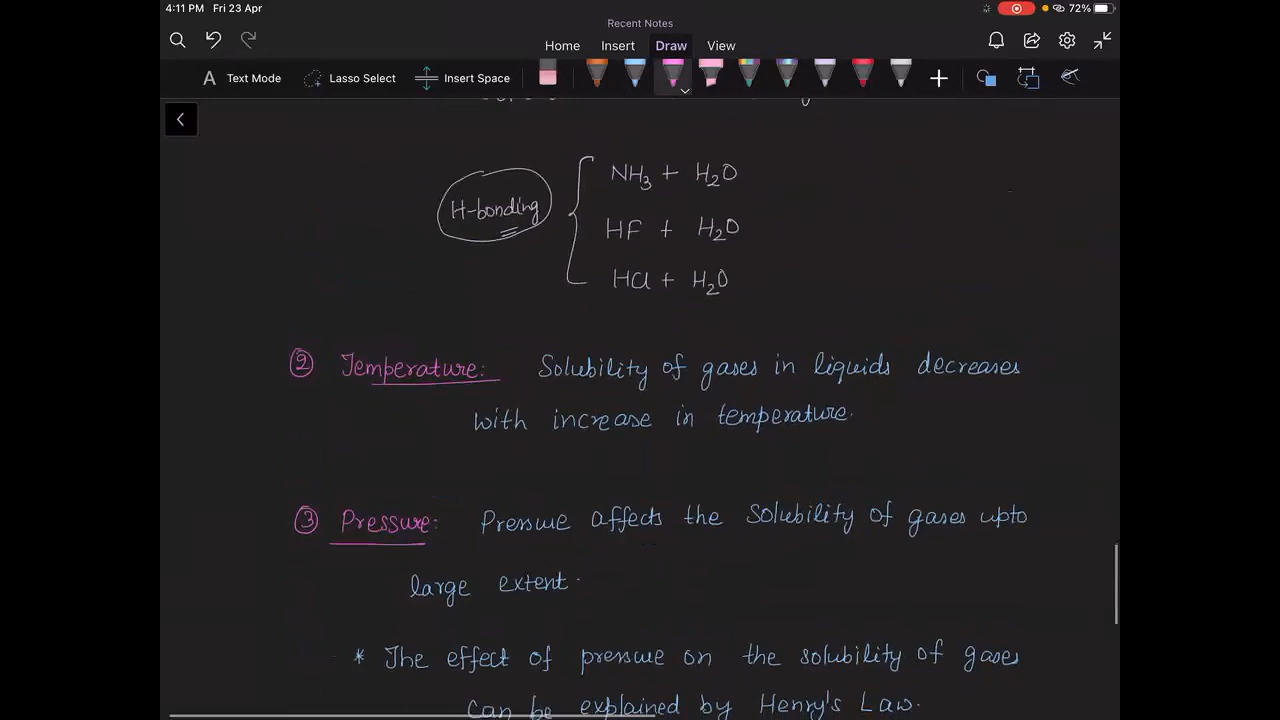 4:11 PM Fri 23 Apr
72%
Recent Notes
Home Insert Draw View
A Text Mode Lasso Select Insert Space
H-bonding
NH3 + H2O
HF + H2O
HCl + H2O
② Temperature: Solubility of gases in liquids decreases
with increase in temperature.
③ Pressure: Pressure affects the solubility of gases upto
large extent.
* The effect of pressure on the solubility of gases
can be explained by Henry's Law.